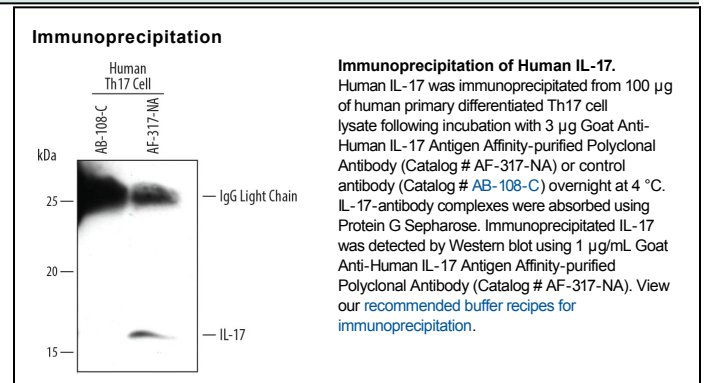 Immunoprecipitation
Human
Th17 Cell
AB-108-C
AF-317-NA
kDa
25
20
15
IgG Light Chain
IL-17
Immunoprecipitation of Human IL-17.
Human IL-17 was immunoprecipitated from 100 µg
of human primary differentiated Th17 cell
lysate following incubation with 3 µg Goat Anti-
Human IL-17 Antigen Affinity-purified Polyclonal
Antibody (Catalog # AF-317-NA) or control
antibody (Catalog # AB-108-C) overnight at 4 °C.
IL-17-antibody complexes were absorbed using
Protein G Sepharose. Immunoprecipitated IL-17
was detected by Western blot using 1 µg/mL Goat
Anti-Human IL-17 Antigen Affinity-purified
Polyclonal Antibody (Catalog # AF-317-NA). View
our recommended buffer recipes for
immunoprecipitation.